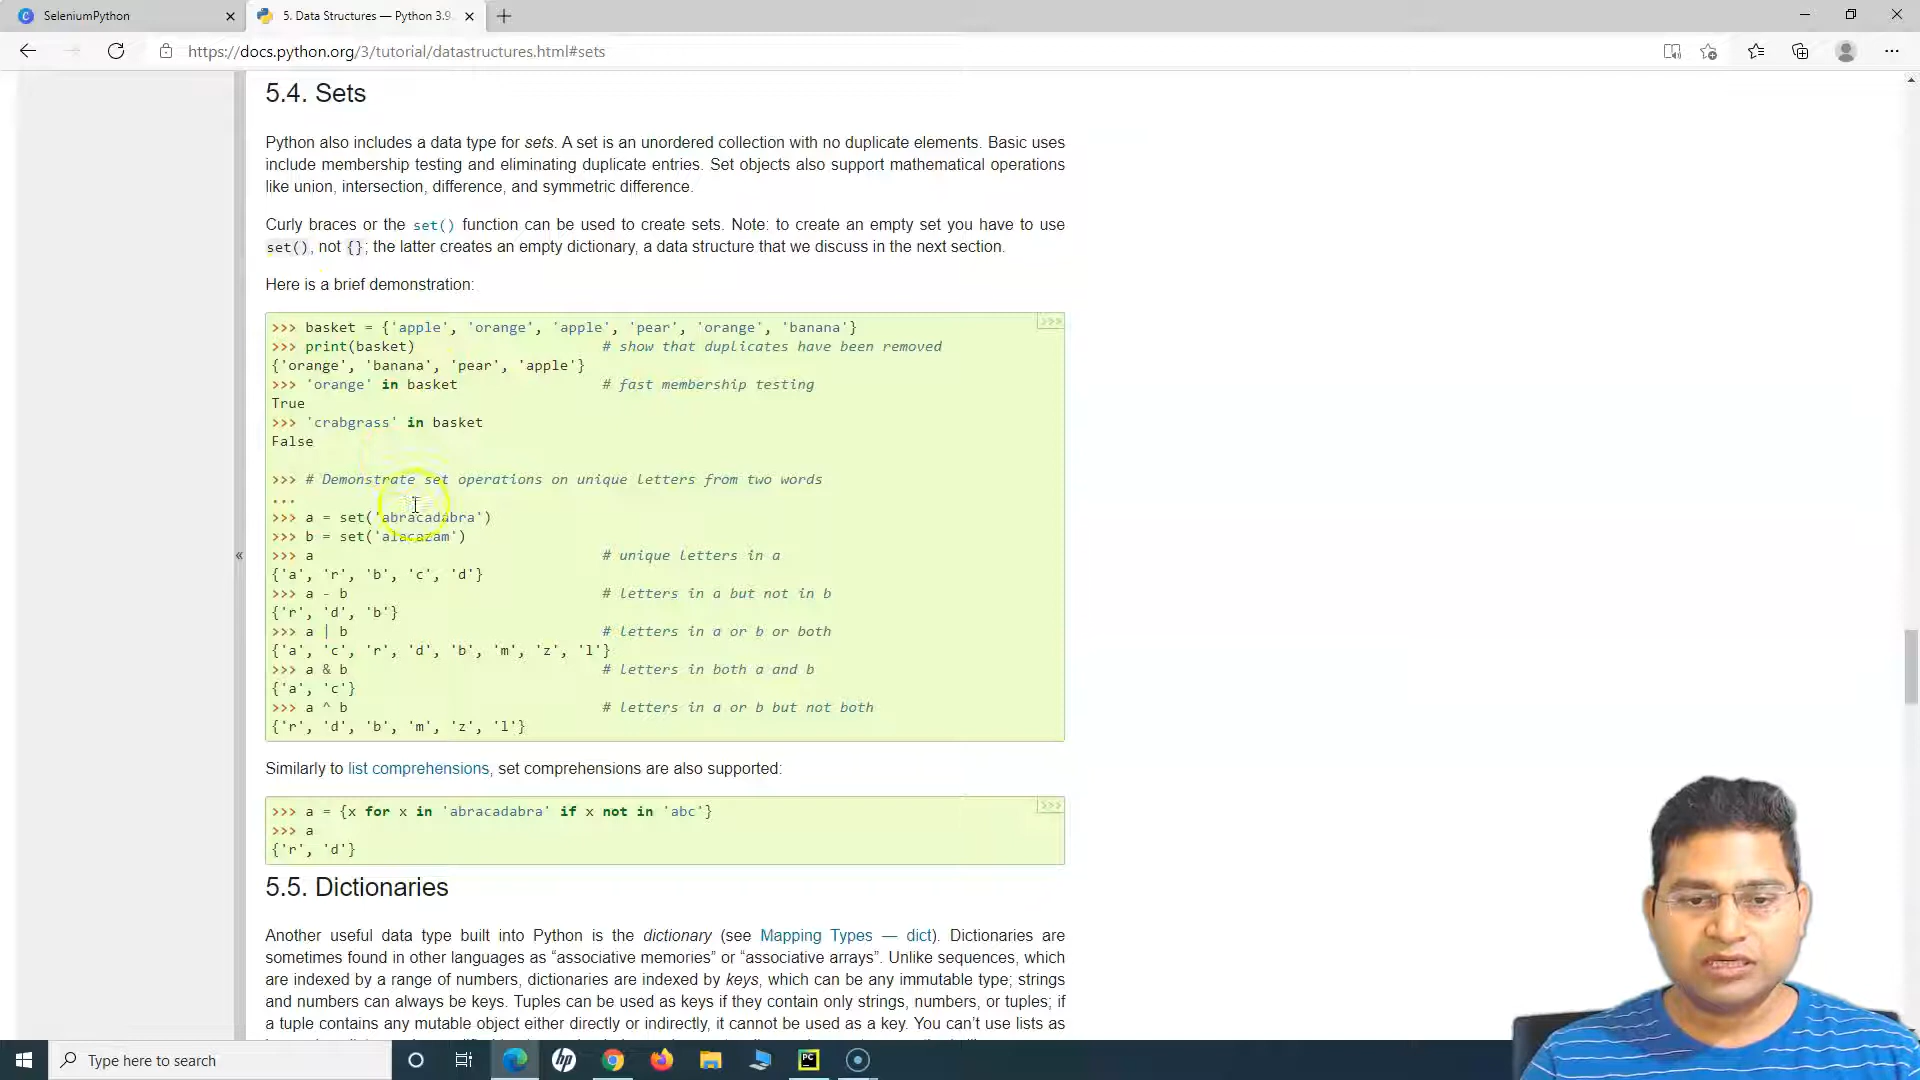 SeleniumPython
5. Data Structures — Python 3.9
https://docs.python.org/3/tutorial/datastructures.html#sets
5.4. Sets
Python also includes a data type for sets. A set is an unordered collection with no duplicate elements. Basic uses
include membership testing and eliminating duplicate entries. Set objects also support mathematical operations
like union, intersection, difference, and symmetric difference.
Curly braces or the set() function can be used to create sets. Note: to create an empty set you have to use
set(), not {}; the latter creates an empty dictionary, a data structure that we discuss in the next section.
Here is a brief demonstration:
>>>
>>> basket = {'apple', 'orange', 'apple', 'pear', 'orange', 'banana'}
>>> print(basket) # show that duplicates have been removed
{'orange', 'banana', 'pear', 'apple'}
>>> 'orange' in basket # fast membership testing
True
>>> 'crabgrass' in basket
False
>>> # Demonstrate set operations on unique letters from two words
...
>>> a = set('abracadabra')
>>> b = set('alacazam')
>>> a # unique letters in a
{'a', 'r', 'b', 'c', 'd'}
>>> a - b # letters in a but not in b
{'r', 'd', 'b'}
>>> a | b # letters in a or b or both
{'a', 'c', 'r', 'd', 'b', 'm', 'z', 'l'}
>>> a & b # letters in both a and b
{'a', 'c'}
>>> a ^ b # letters in a or b but not both
{'r', 'd', 'b', 'm', 'z', 'l'}
Similarly to list comprehensions, set comprehensions are also supported:
>>>
>>> a = {x for x in 'abracadabra' if x not in 'abc'}
>>> a
{'r', 'd'}
5.5. Dictionaries
Another useful data type built into Python is the dictionary (see Mapping Types — dict). Dictionaries are
sometimes found in other languages as “associative memories” or “associative arrays”. Unlike sequences, which
are indexed by a range of numbers, dictionaries are indexed by keys, which can be any immutable type; strings
and numbers can always be keys. Tuples can be used as keys if they contain only strings, numbers, or tuples; if
a tuple contains any mutable object either directly or indirectly, it cannot be used as a key. You can’t use lists as
Type here to search
hp
PC